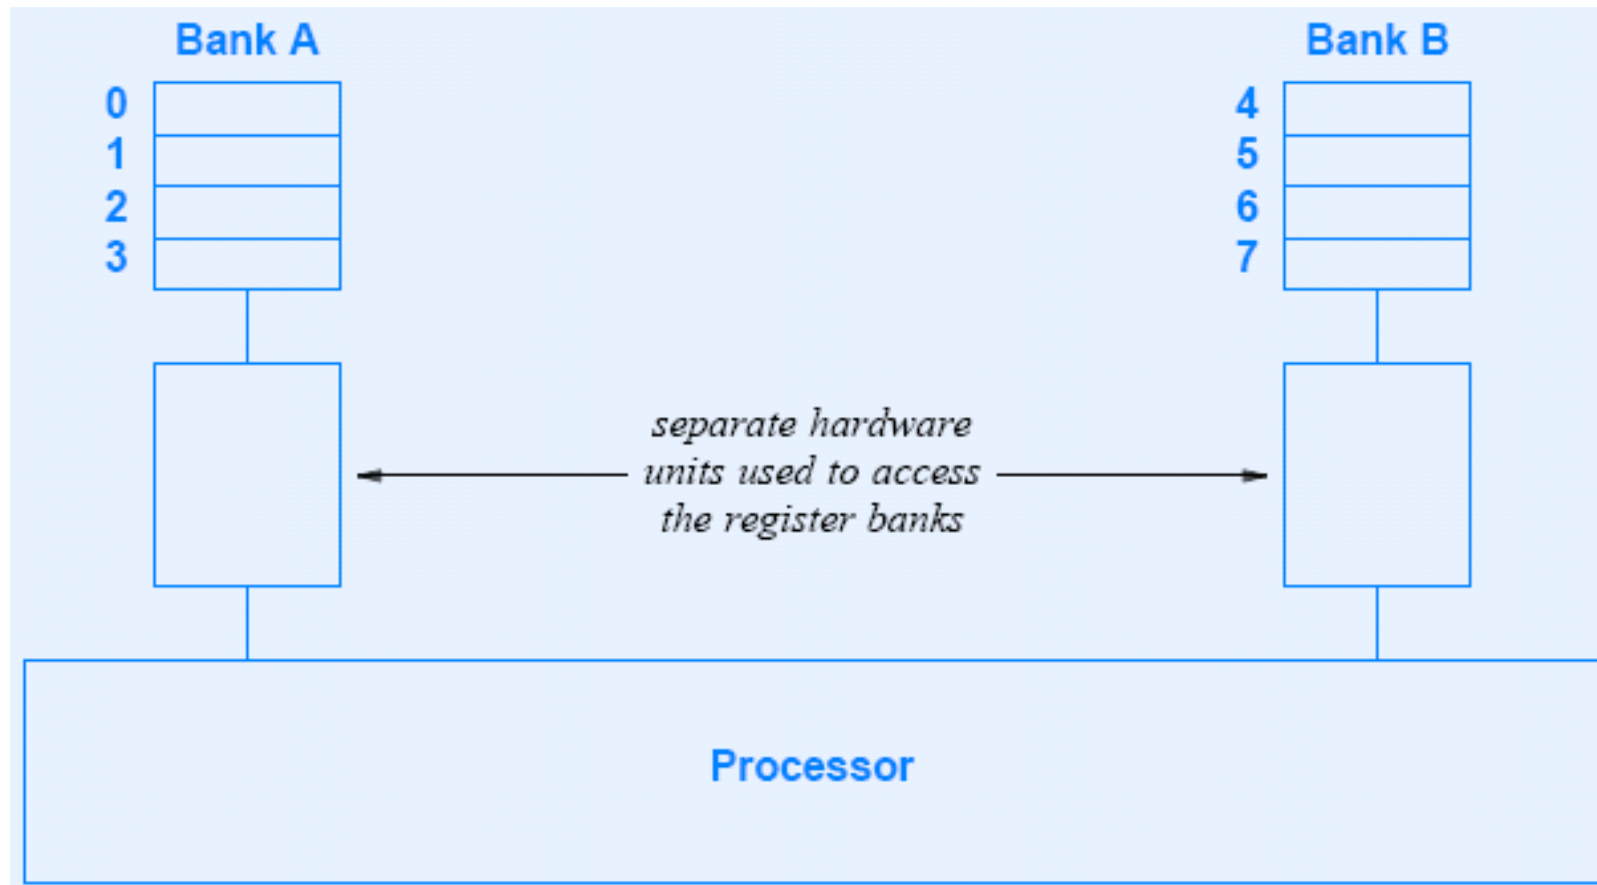 Bank A
Bank B
0
1
2
3
4
5
6
7
separate hardware
units used to access
the register banks
Processor